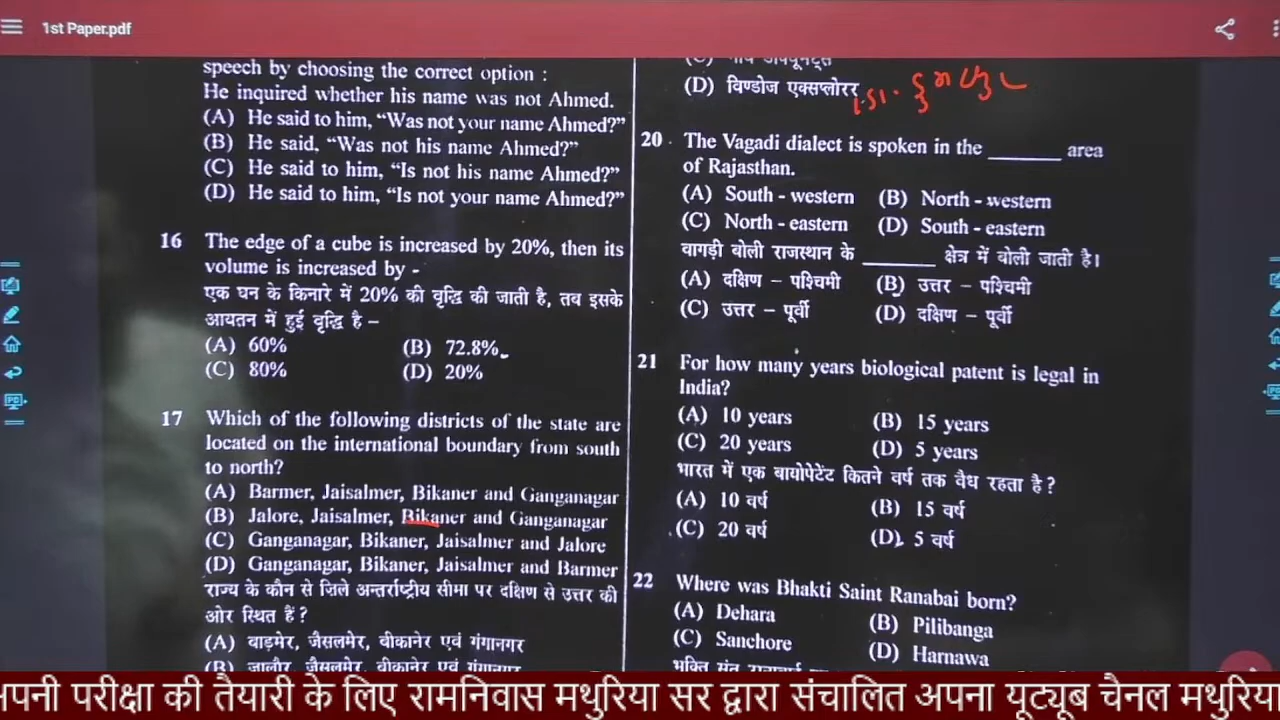 1st Paper.pdf
speech by choosing the correct option :
He inquired whether his name was not Ahmed.
(A) He said to him, “Was not your name Ahmed?”
(B) He said, “Was not his name Ahmed?”
(C) He said to him, “Is not his name Ahmed?”
(D) He said to him, “Is not your name Ahmed?”
16 The edge of a cube is increased by 20%, then its
volume is increased by -
एक घन के किनारे में 20% की वृद्धि की जाती है, तब इसके
आयतन में हुई वृद्धि है –
(A) 60% (B) 72.8%
(C) 80% (D) 20%
17 Which of the following districts of the state are
located on the international boundary from south
to north?
(A) Barmer, Jaisalmer, Bikaner and Ganganagar
(B) Jalore, Jaisalmer, Bikaner and Ganganagar
(C) Ganganagar, Bikaner, Jaisalmer and Jalore
(D) Ganganagar, Bikaner, Jaisalmer and Barmer
राज्य के कौन से ज़िले अन्तर्राष्ट्रीय सीमा पर दक्षिण से उत्तर की
ओर स्थित हैं ?
(A) बाड़मेर, जैसलमेर, बीकानेर एवं गंगानगर
(B) जालौर, जैसलमेर, बीकानेर एवं गंगानगर
(D) विण्डोज एक्सप्लोरर
20 The Vagadi dialect is spoken in the ______ area
of Rajasthan.
(A) South - western (B) North - western
(C) North - eastern (D) South - eastern
वागड़ी बोली राजस्थान के ______ क्षेत्र में बोली जाती है।
(A) दक्षिण – पश्चिमी (B) उत्तर – पश्चिमी
(C) उत्तर – पूर्वी (D) दक्षिण – पूर्वी
21 For how many years biological patent is legal in
India?
(A) 10 years (B) 15 years
(C) 20 years (D) 5 years
भारत में एक बायोपेटेंट कितने वर्ष तक वैध रहता है ?
(A) 10 वर्ष (B) 15 वर्ष
(C) 20 वर्ष (D) 5 वर्ष
22 Where was Bhakti Saint Ranabai born?
(A) Dehara (B) Pilibanga
(C) Sanchore (D) Harnawa
भक्ति संत
अपनी परीक्षा की तैयारी के लिए रामनिवास मथुरिया सर द्वारा संचालित अपना यूट्यूब चैनल मथुरिया